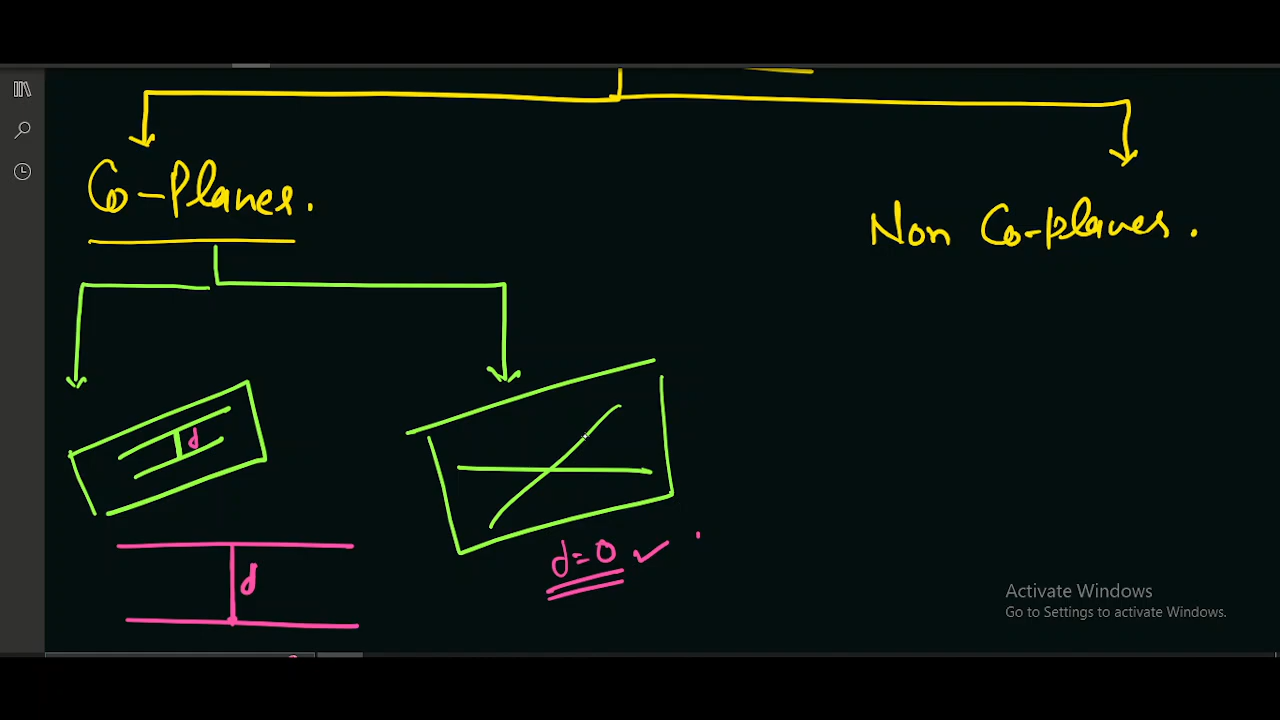 Co-Planes.
Non Co-planes.
d
d=0 ✓
d
Activate Windows
Go to Settings to activate Windows.